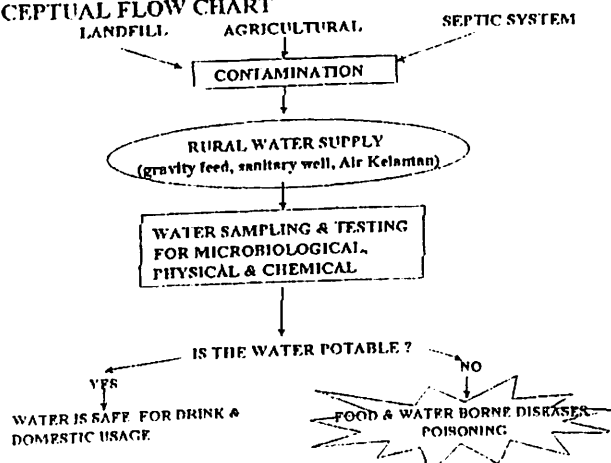 CEPTUAL FLOW CHART
LANDFILL AGRICULTURAL SEPTIC SYSTEM
CONTAMINATION
RURAL WATER SUPPLY
(gravity feed, sanitary well, Air Kelaman)
WATER SAMPLING & TESTING
FOR MICROBIOLOGICAL,
PHYSICAL & CHEMICAL
IS THE WATER POTABLE ?
YES NO
WATER IS SAFE FOR DRINK &
DOMESTIC USAGE
FOOD & WATER BORNE DISEASES
POISONING